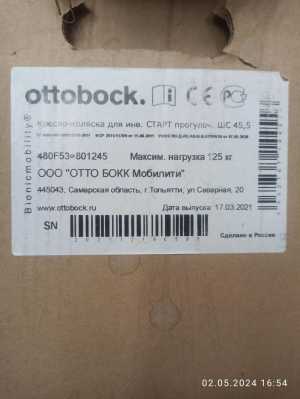 Bionicmobility®
ottobock.
Кресло-коляска для инв. СТАРТ прогулоч. ШС 45,5
480F53=801245 Максим. нагрузка 125 кг
ООО "ОТТО БОКК Мобилити"
445043, Самарская область, г. Тольятти, ул Северная, 20
www.ottobock.ru Дата выпуска: 17.03.2021
SN
Сделано в России
02.05.2024 16:54